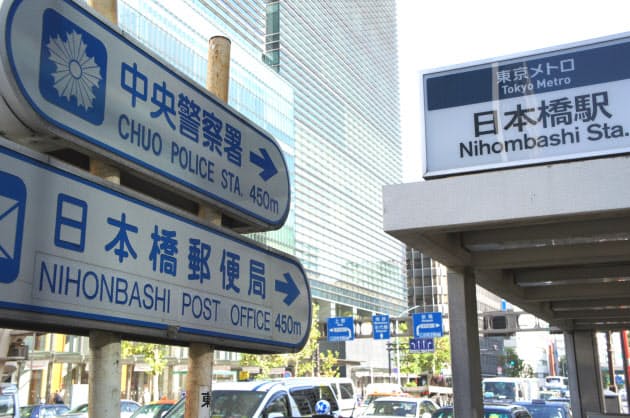 中央警察署
CHUO POLICE STA. 450m
日本橋郵便局
NIHONBASHI POST OFFICE 450m
東京メトロ
Tokyo Metro
日本橋駅
Nihombashi Sta.
東